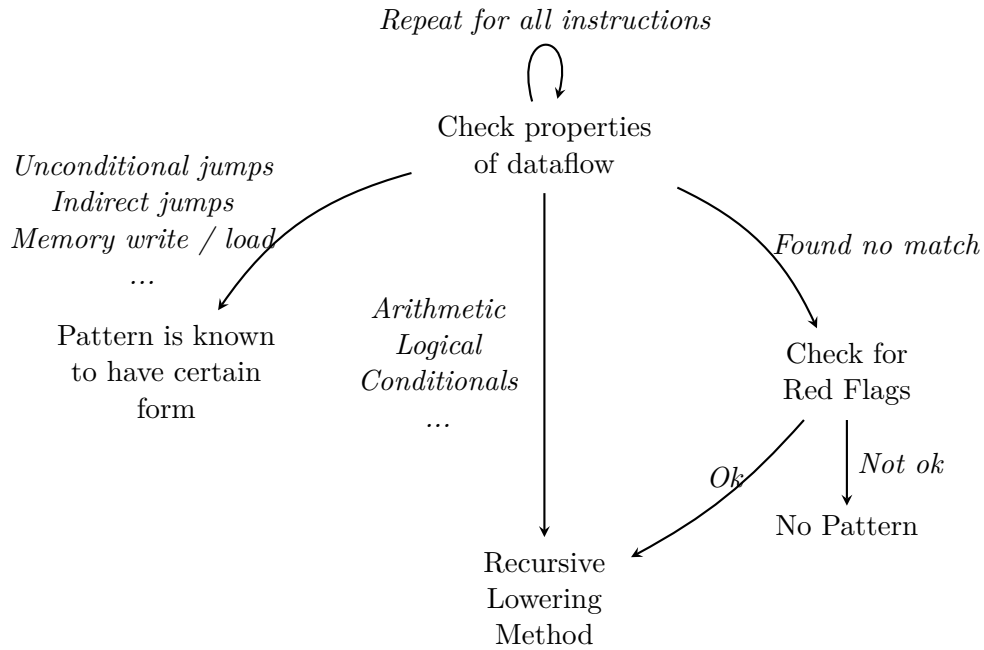 Repeat for all instructions
Check properties
of dataflow
Unconditional jumps
Indirect jumps
Memory write / load
...
Found no match
Arithmetic
Logical
Conditionals
...
Pattern is known
to have certain
form
Check for
Red Flags
Ok
Not ok
No Pattern
Recursive
Lowering
Method